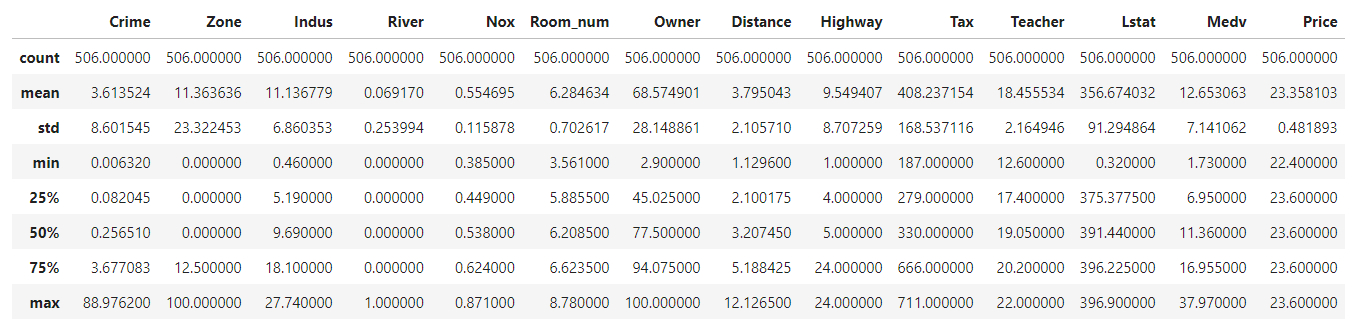 Crime Zone Indus River Nox Room_num Owner Distance Highway Tax Teacher Lstat Medv Price
count 506.000000 506.000000 506.000000 506.000000 506.000000 506.000000 506.000000 506.000000 506.000000 506.000000 506.000000 506.000000 506.000000 506.000000
mean 3.613524 11.363636 11.136779 0.069170 0.554695 6.284634 68.574901 3.795043 9.549407 408.237154 18.455534 356.674032 12.653063 23.358103
std 8.601545 23.322453 6.860353 0.253994 0.115878 0.702617 28.148861 2.105710 8.707259 168.537116 2.164946 91.294864 7.141062 0.481893
min 0.006320 0.000000 0.460000 0.000000 0.385000 3.561000 2.900000 1.129600 1.000000 187.000000 12.600000 0.320000 1.730000 22.400000
25% 0.082045 0.000000 5.190000 0.000000 0.449000 5.885500 45.025000 2.100175 4.000000 279.000000 17.400000 375.377500 6.950000 23.600000
50% 0.256510 0.000000 9.690000 0.000000 0.538000 6.208500 77.500000 3.207450 5.000000 330.000000 19.050000 391.440000 11.360000 23.600000
75% 3.677083 12.500000 18.100000 0.000000 0.624000 6.623500 94.075000 5.188425 24.000000 666.000000 20.200000 396.225000 16.955000 23.600000
max 88.976200 100.000000 27.740000 1.000000 0.871000 8.780000 100.000000 12.126500 24.000000 711.000000 22.000000 396.900000 37.970000 23.600000